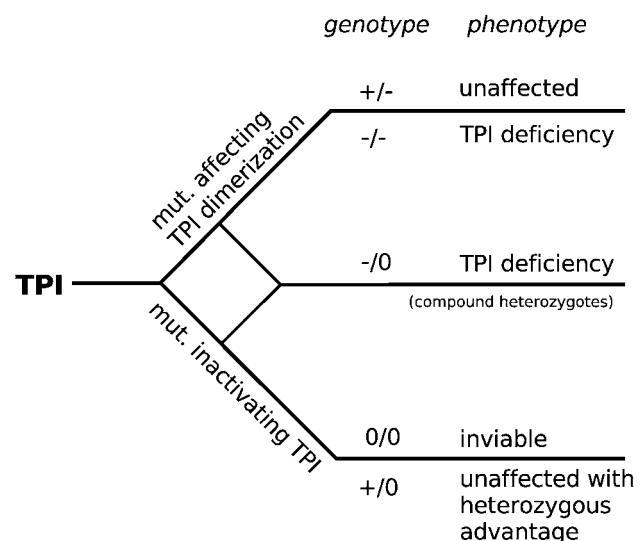 genotype phenotype
+/- unaffected
-/- TPI deficiency
mut. affecting
TPI dimerization
-/0 TPI deficiency
(compound heterozygotes)
TPI
mut. inactivating TPI
0/0 inviable
+/0 unaffected with
heterozygous
advantage